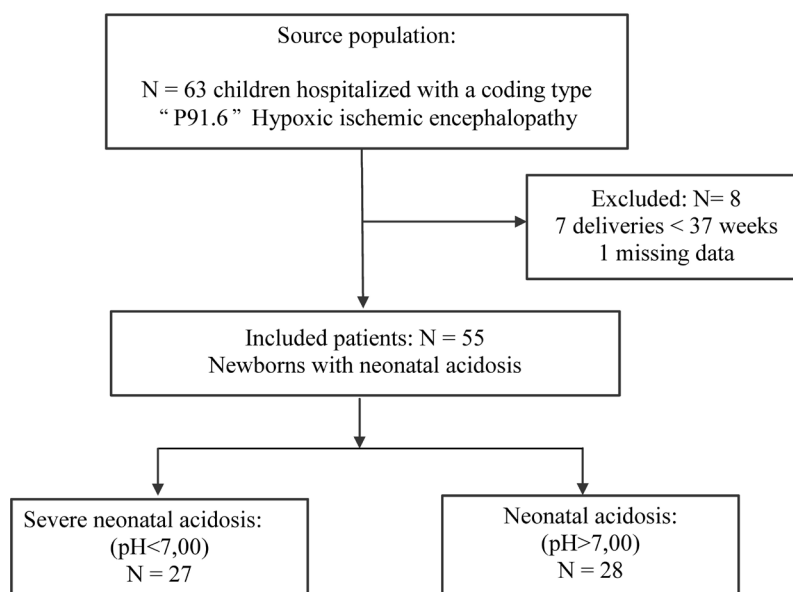 Source population:
N = 63 children hospitalized with a coding type
“ P91.6 ” Hypoxic ischemic encephalopathy
Excluded: N= 8
7 deliveries < 37 weeks
1 missing data
Included patients: N = 55
Newborns with neonatal acidosis
Severe neonatal acidosis:
(pH<7,00)
N = 27
Neonatal acidosis:
(pH>7,00)
N = 28